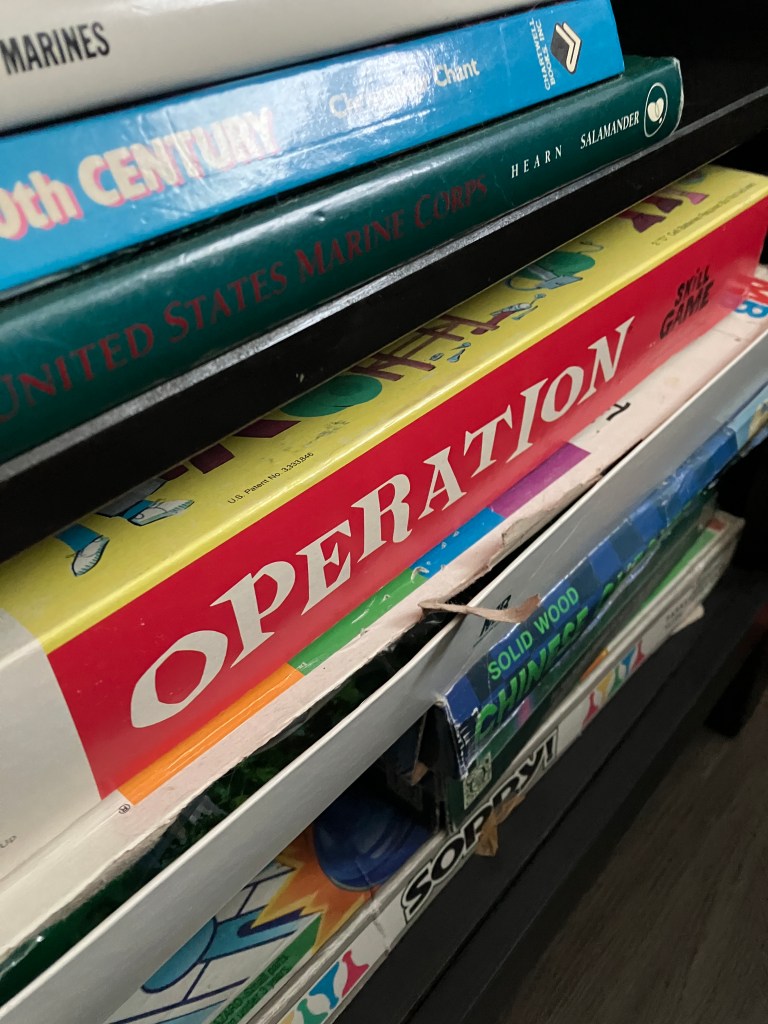 MARINES
0th CENTURY
Chant
CHARTWELL
BOOKS, INC
UNITED STATES MARINE CORPS
HEARN
SALAMANDER
U.S. Patent No. 3,333,846
OPERATION
SKILL
GAME
SOLID WOOD
CHINESE
SORRY!